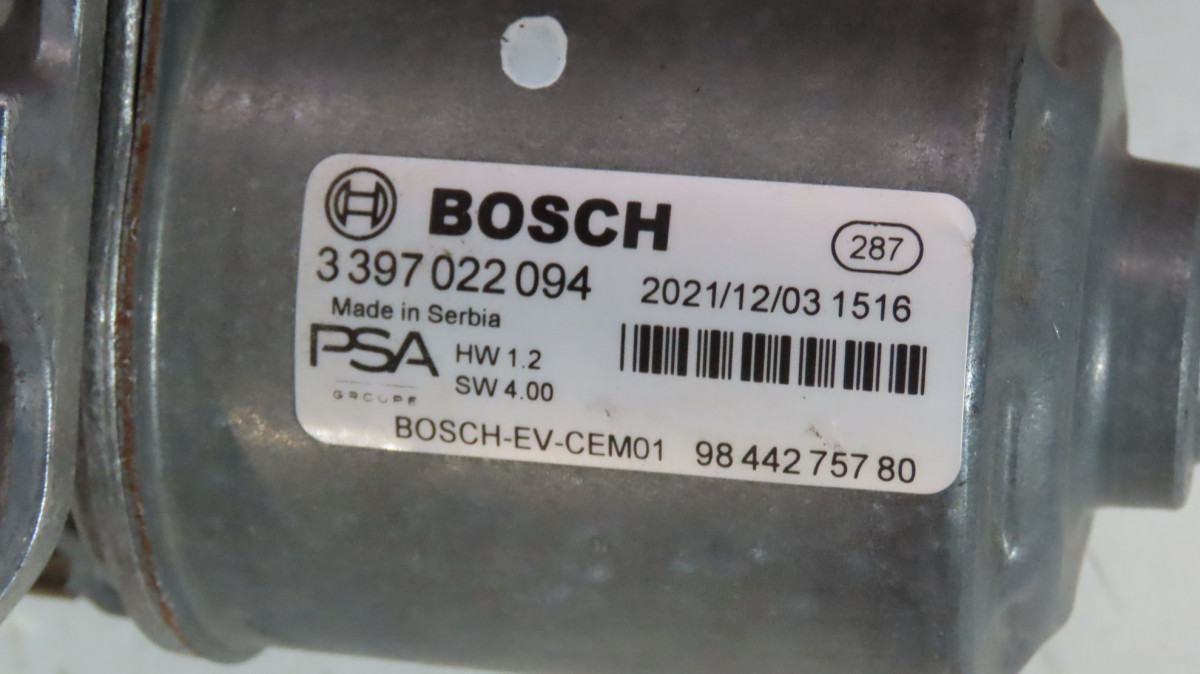 BOSCH
287
3 397 022 094
2021/12/03 1516
Made in Serbia
PSA
GROUPE
HW 1.2
SW 4.00
BOSCH-EV-CEM01 98 442 757 80